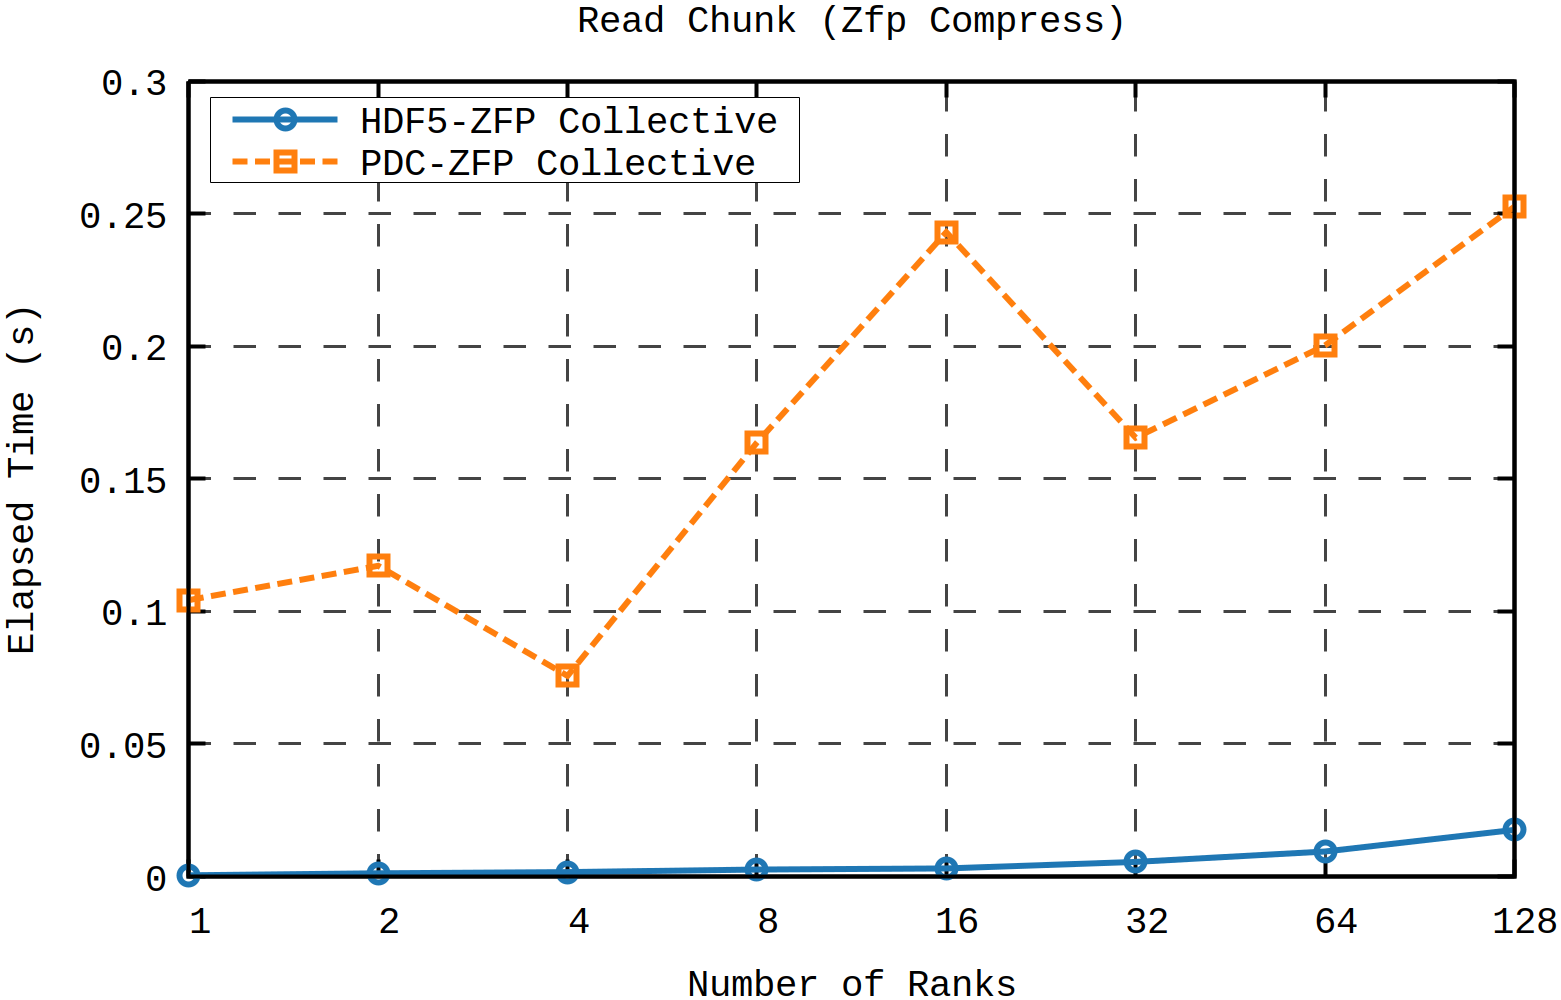 Read Chunk (Zfp Compress)
HDF5-ZFP Collective
PDC-ZFP Collective
Elapsed Time (s)
0.3
0.25
0.2
0.15
0.1
0.05
0
1 2 4 8 16 32 64 128
Number of Ranks